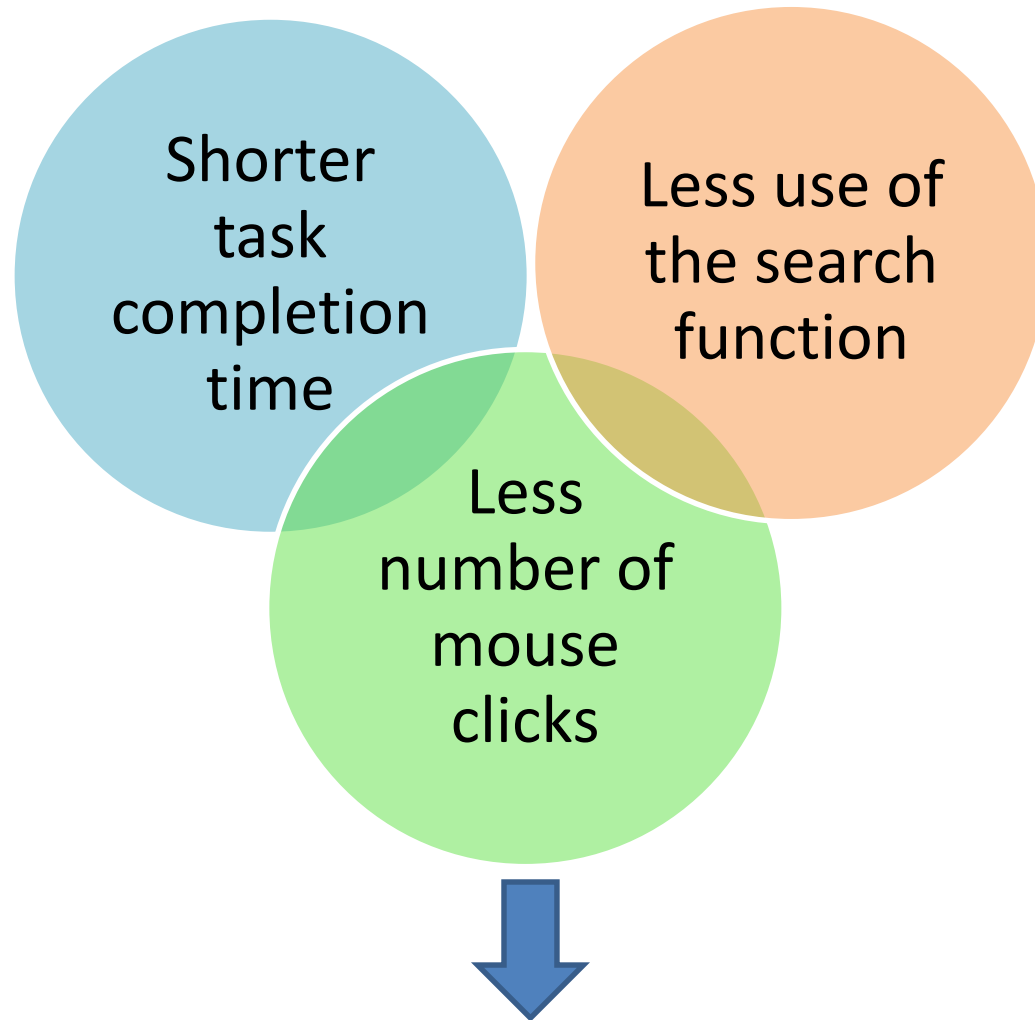 Shorter
task
completion
time
Less use of
the search
function
Less
number of
mouse
clicks